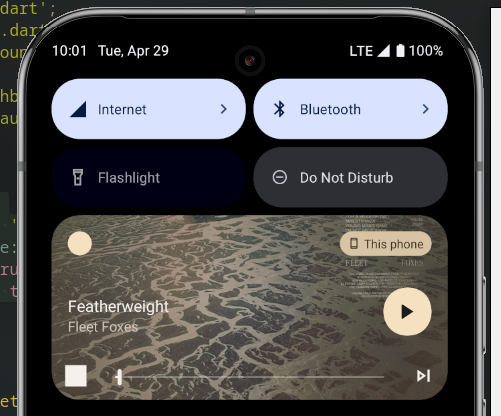 dart';
.dar
our
hb
au
'
e:
ru
t
et
10:01 Tue, Apr 29
LTE 100%
Internet
Bluetooth
Flashlight
Do Not Disturb
This phone
FLEET FOXES
Featherweight
Fleet Foxes